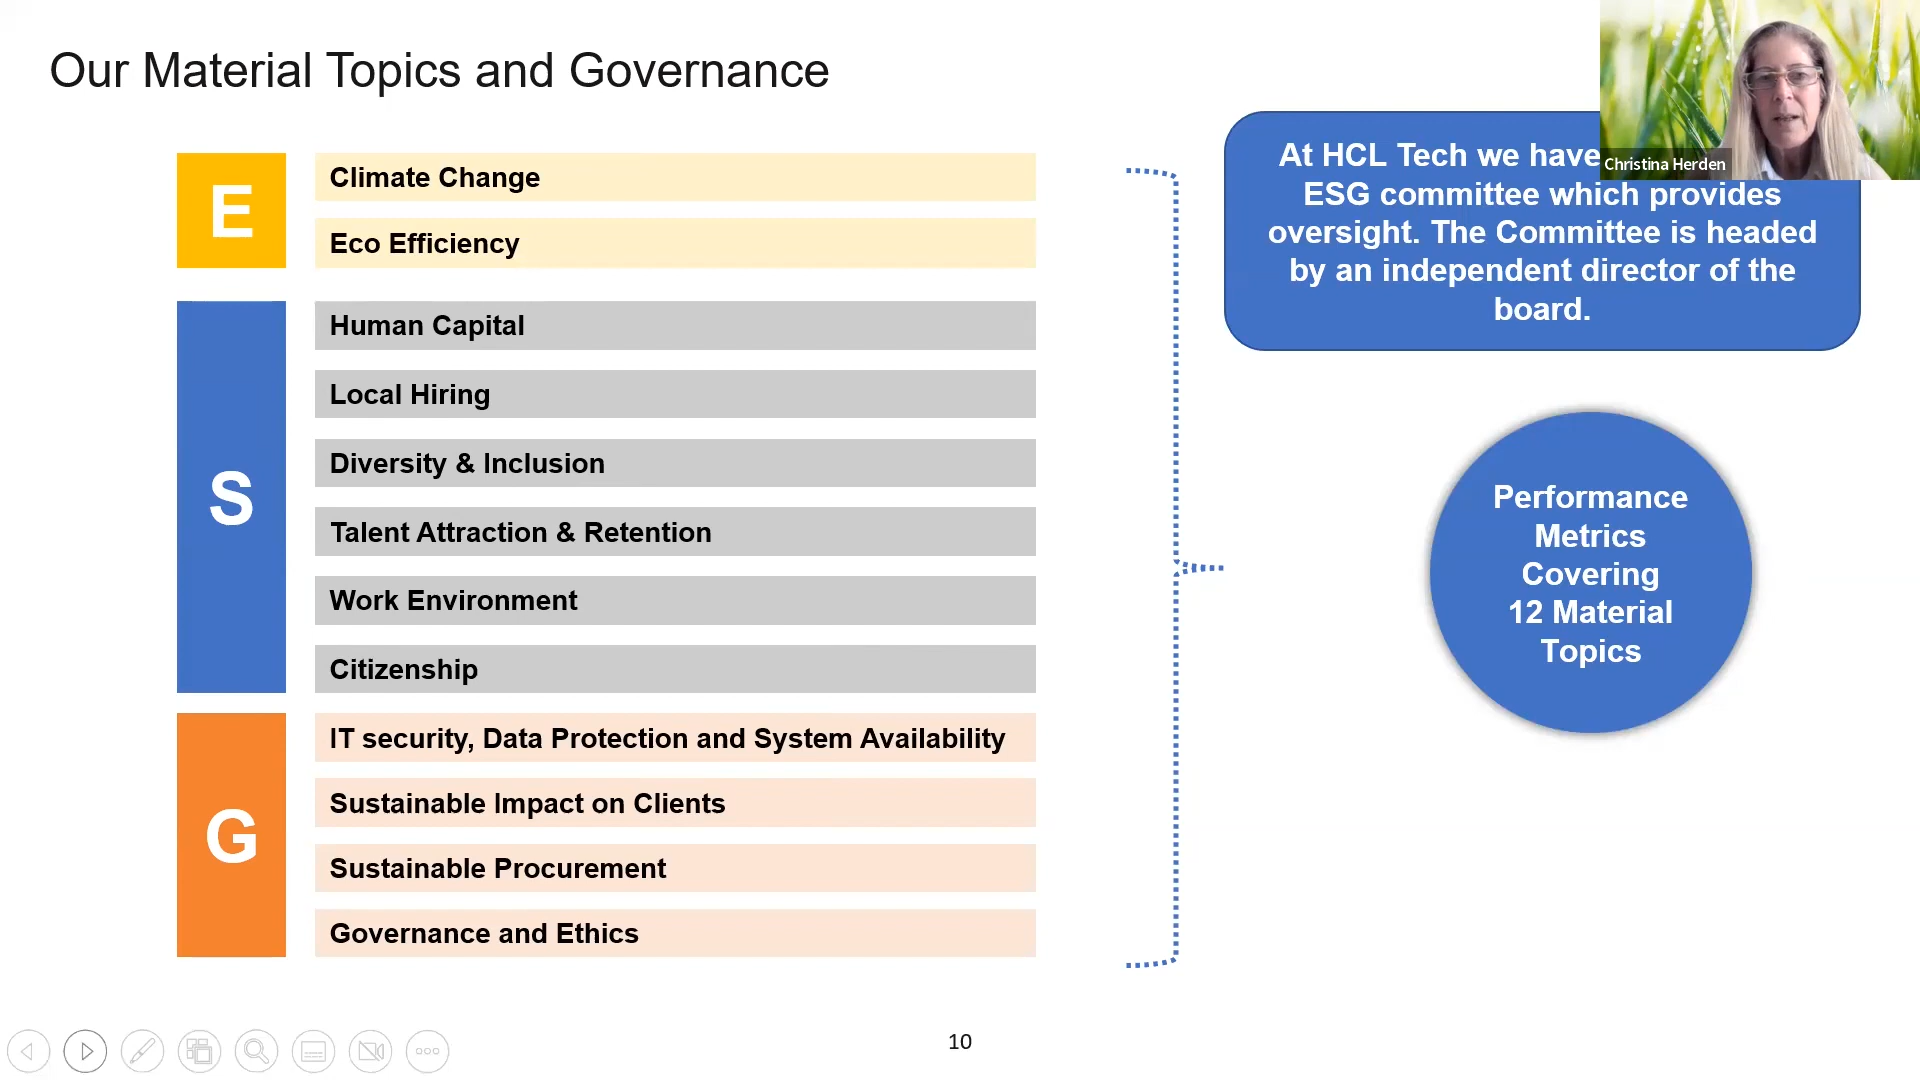 Our Material Topics and Governance
E
Climate Change
Eco Efficiency
S
Human Capital
Local Hiring
Diversity & Inclusion
Talent Attraction & Retention
Work Environment
Citizenship
G
IT security, Data Protection and System Availability
Sustainable Impact on Clients
Sustainable Procurement
Governance and Ethics
At HCL Tech we have
ESG committee which provides
oversight. The Committee is headed
by an independent director of the
board.
Christina Herden
Performance
Metrics
Covering
12 Material
Topics
10